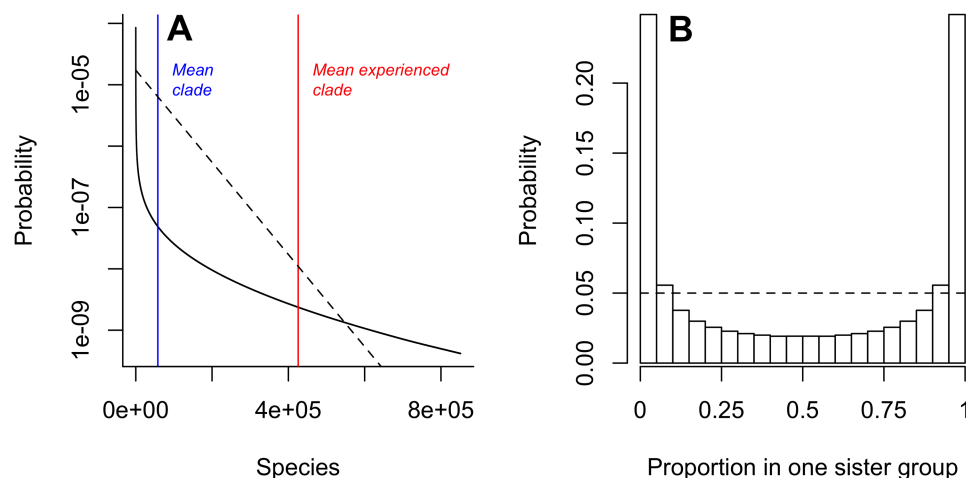 A
Mean
clade
Mean experienced
clade
Probability
1e-05
1e-07
1e-09
0e+00
4e+05
8e+05
Species
B
Probability
0.20
0.15
0.10
0.05
0.00
0
0.25
0.5
0.75
1
Proportion in one sister group